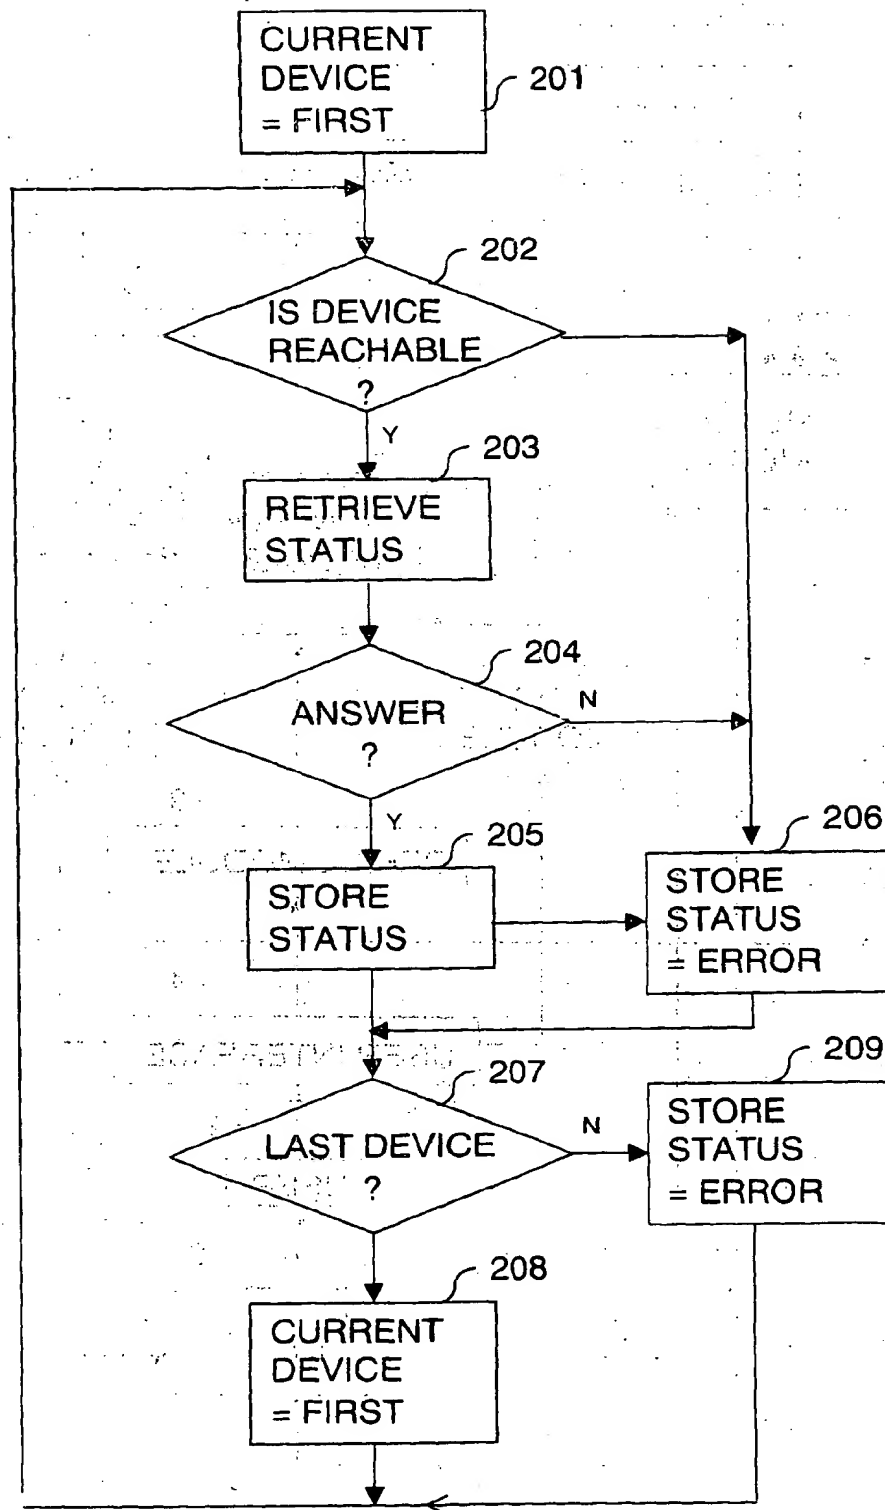 CURRENT
DEVICE
= FIRST
201
202
IS DEVICE
REACHABLE
?
Y
203
RETRIEVE
STATUS
204
ANSWER
?
N
Y
205
STORE
STATUS
206
STORE
STATUS
= ERROR
207
LAST DEVICE
?
N
209
STORE
STATUS
= ERROR
208
CURRENT
DEVICE
= FIRST